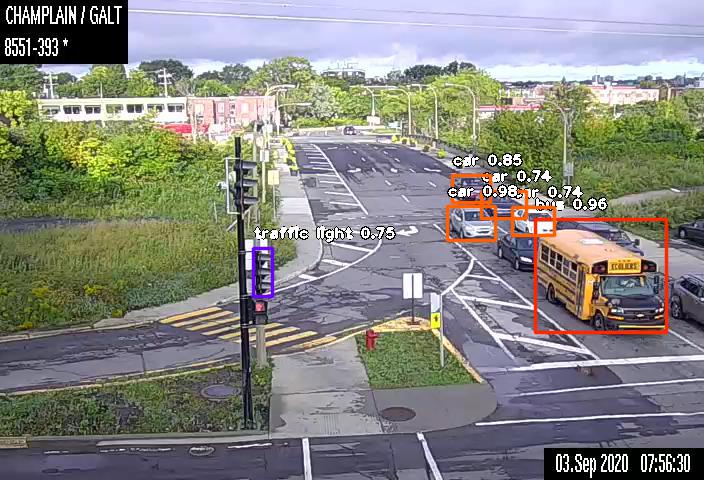 CHAMPLAIN / GALT
8551-393 *
car 0.85
car 0.74
car 0.98
car 0.74
bus 0.96
traffic light 0.75
ECOLIERS
03.Sep 2020 07:56:30